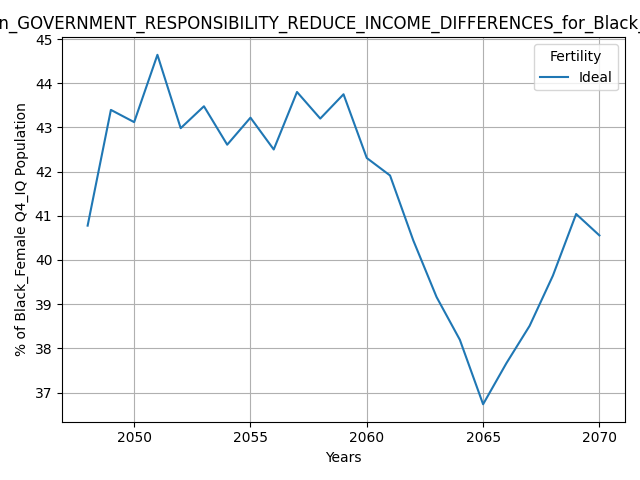 n_GOVERNMENT_RESPONSIBILITY_REDUCE_INCOME_DIFFERENCES_for_Black_
45
44
43
42
41
40
39
38
37
% of Black_Female Q4_IQ Population
Fertility
Ideal
2050
2055
2060
2065
2070
Years